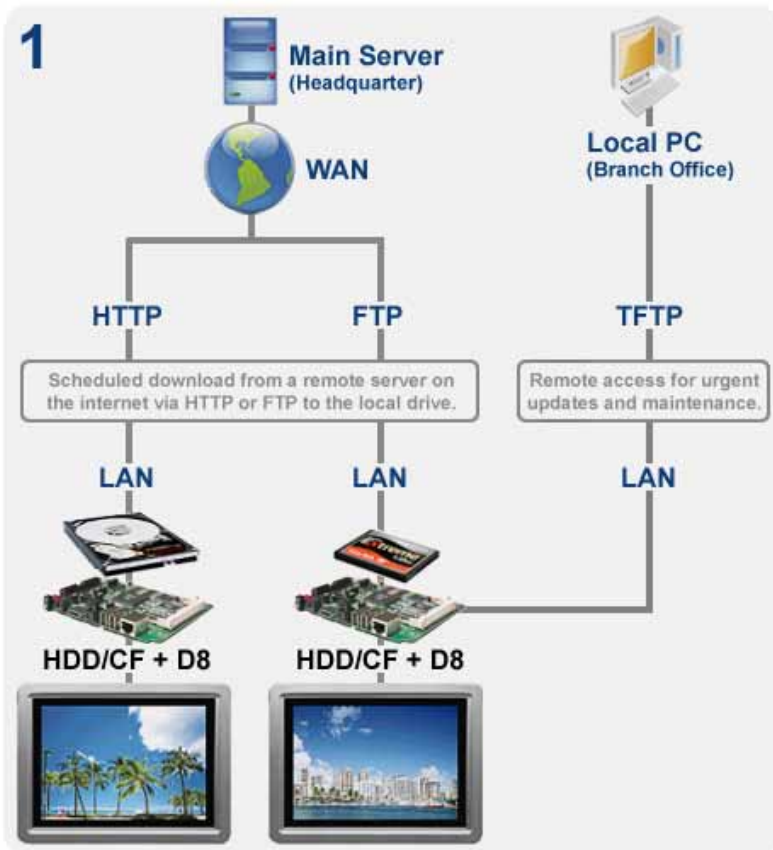 1
Main Server
(Headquarter)
WAN
Local PC
(Branch Office)
HTTP
FTP
TFTP
Scheduled download from a remote server on
the internet via HTTP or FTP to the local drive.
Remote access for urgent
updates and maintenance.
LAN
LAN
LAN
Extreme
HDD/CF + D8
HDD/CF + D8